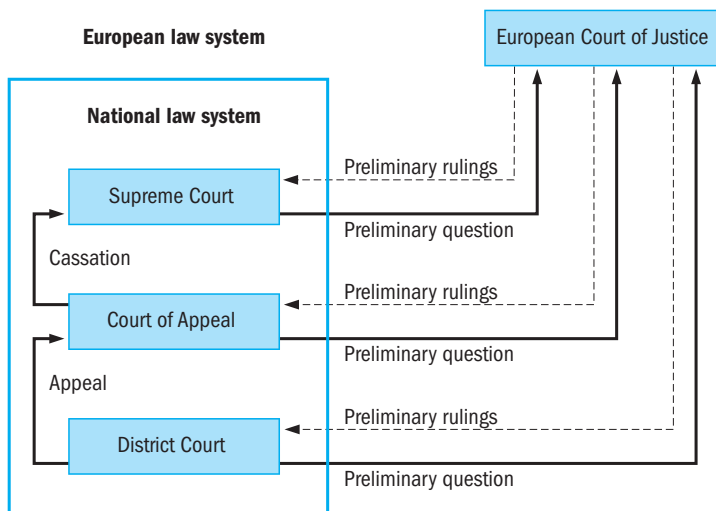 European law system
European Court of Justice
National law system
Preliminary rulings
Supreme Court
Preliminary question
Cassation
Preliminary rulings
Court of Appeal
Preliminary question
Appeal
Preliminary rulings
District Court
Preliminary question